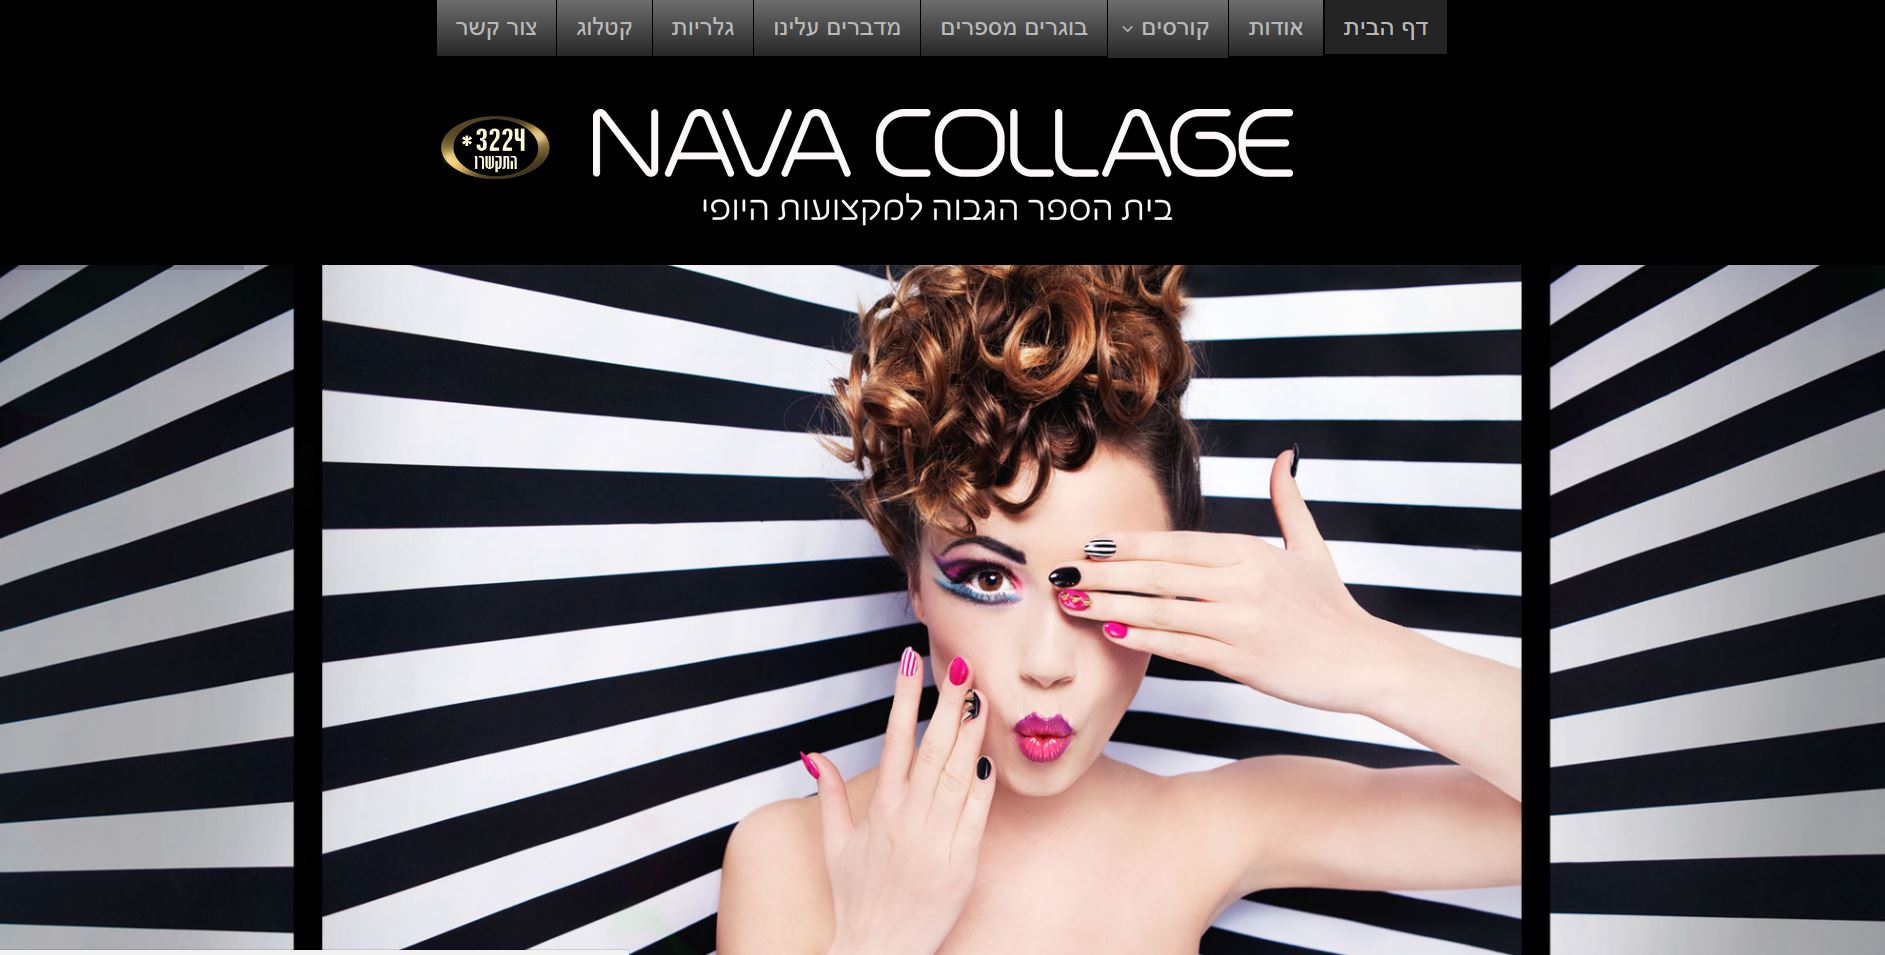 דף הבית
אודות
קורסים
בוגרים מספרים
מדברים עלינו
גלריות
קטלוג
צור קשר
NAVA COLLAGE
*3224
התקשרו
בית הספר הגבוה למקצועות היופי